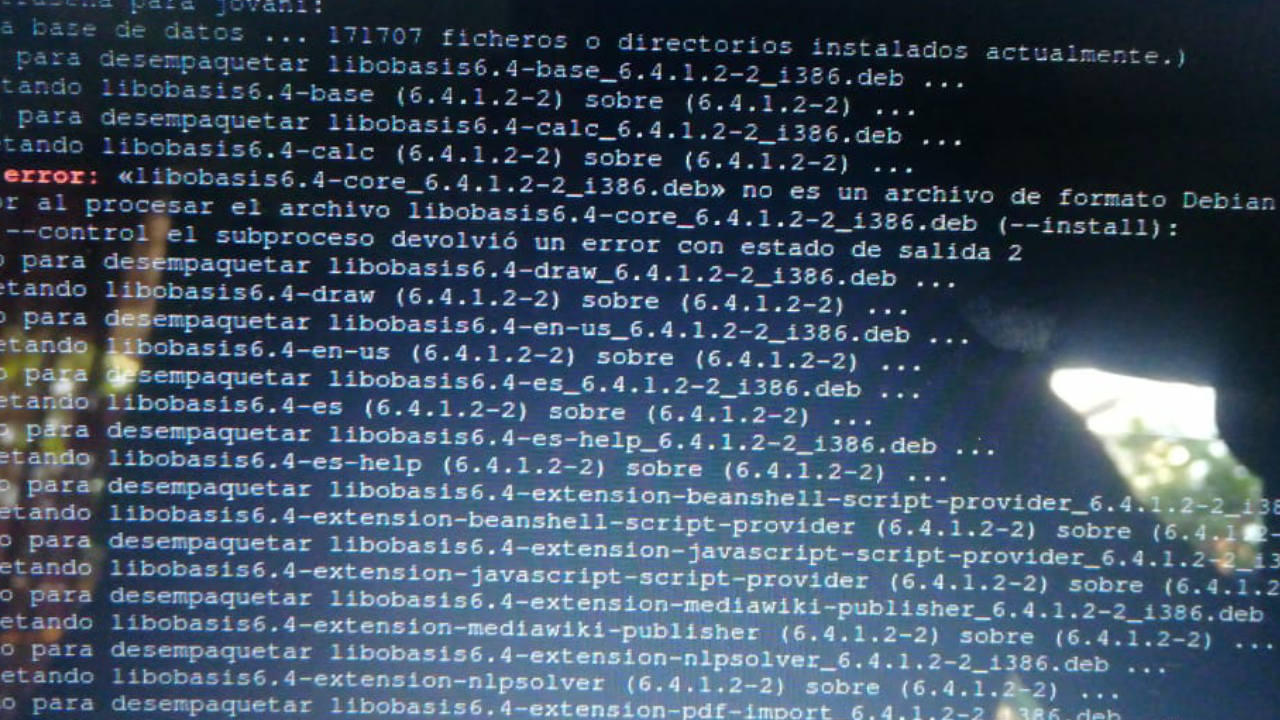 para jovani:
a base de datos ... 171707 ficheros o directorios instalados actualmente.)
para desempaquetar libobasis6.4-base_6.4.1.2-2_i386.deb ...
tando libobasis6.4-base (6.4.1.2-2) sobre (6.4.1.2-2) ...
para desempaquetar libobasis6.4-calc_6.4.1.2-2_i386.deb ...
etando libobasis6.4-calc (6.4.1.2-2) sobre (6.4.1.2-2) ...
error: «libobasis6.4-core_6.4.1.2-2_i386.deb» no es un archivo de formato Debian
or al procesar el archivo libobasis6.4-core_6.4.1.2-2_i386.deb (--install):
--control el subproceso devolvió un error con estado de salida 2
o para desempaquetar libobasis6.4-draw_6.4.1.2-2_i386.deb ...
etando libobasis6.4-draw (6.4.1.2-2) sobre (6.4.1.2-2) ...
o para desempaquetar libobasis6.4-en-us_6.4.1.2-2_i386.deb ...
etando libobasis6.4-en-us (6.4.1.2-2) sobre (6.4.1.2-2) ...
o para desempaquetar libobasis6.4-es_6.4.1.2-2_i386.deb ...
etando libobasis6.4-es (6.4.1.2-2) sobre (6.4.1.2-2) ...
o para desempaquetar libobasis6.4-es-help_6.4.1.2-2_i386.deb ...
etando libobasis6.4-es-help (6.4.1.2-2) sobre (6.4.1.2-2) ...
o para desempaquetar libobasis6.4-extension-beanshell-script-provider_6.4.1.2-2_i38
etando libobasis6.4-extension-beanshell-script-provider (6.4.1.2-2) sobre (6.4.1.2-
o para desempaquetar libobasis6.4-extension-javascript-script-provider_6.4.1.2-2_i3
etando libobasis6.4-extension-javascript-script-provider (6.4.1.2-2) sobre (6.4.1.2
o para desempaquetar libobasis6.4-extension-mediawiki-publisher_6.4.1.2-2_i386.deb
etando libobasis6.4-extension-mediawiki-publisher (6.4.1.2-2) sobre (6.4.1.2-2) ...
o para desempaquetar libobasis6.4-extension-nlpsolver_6.4.1.2-2_i386.deb ...
etando libobasis6.4-extension-nlpsolver (6.4.1.2-2) sobre (6.4.1.2-2) ...
o para desempaquetar libobasis6.4-extension-pdf-import_6.4.1.2-2_i386.deb